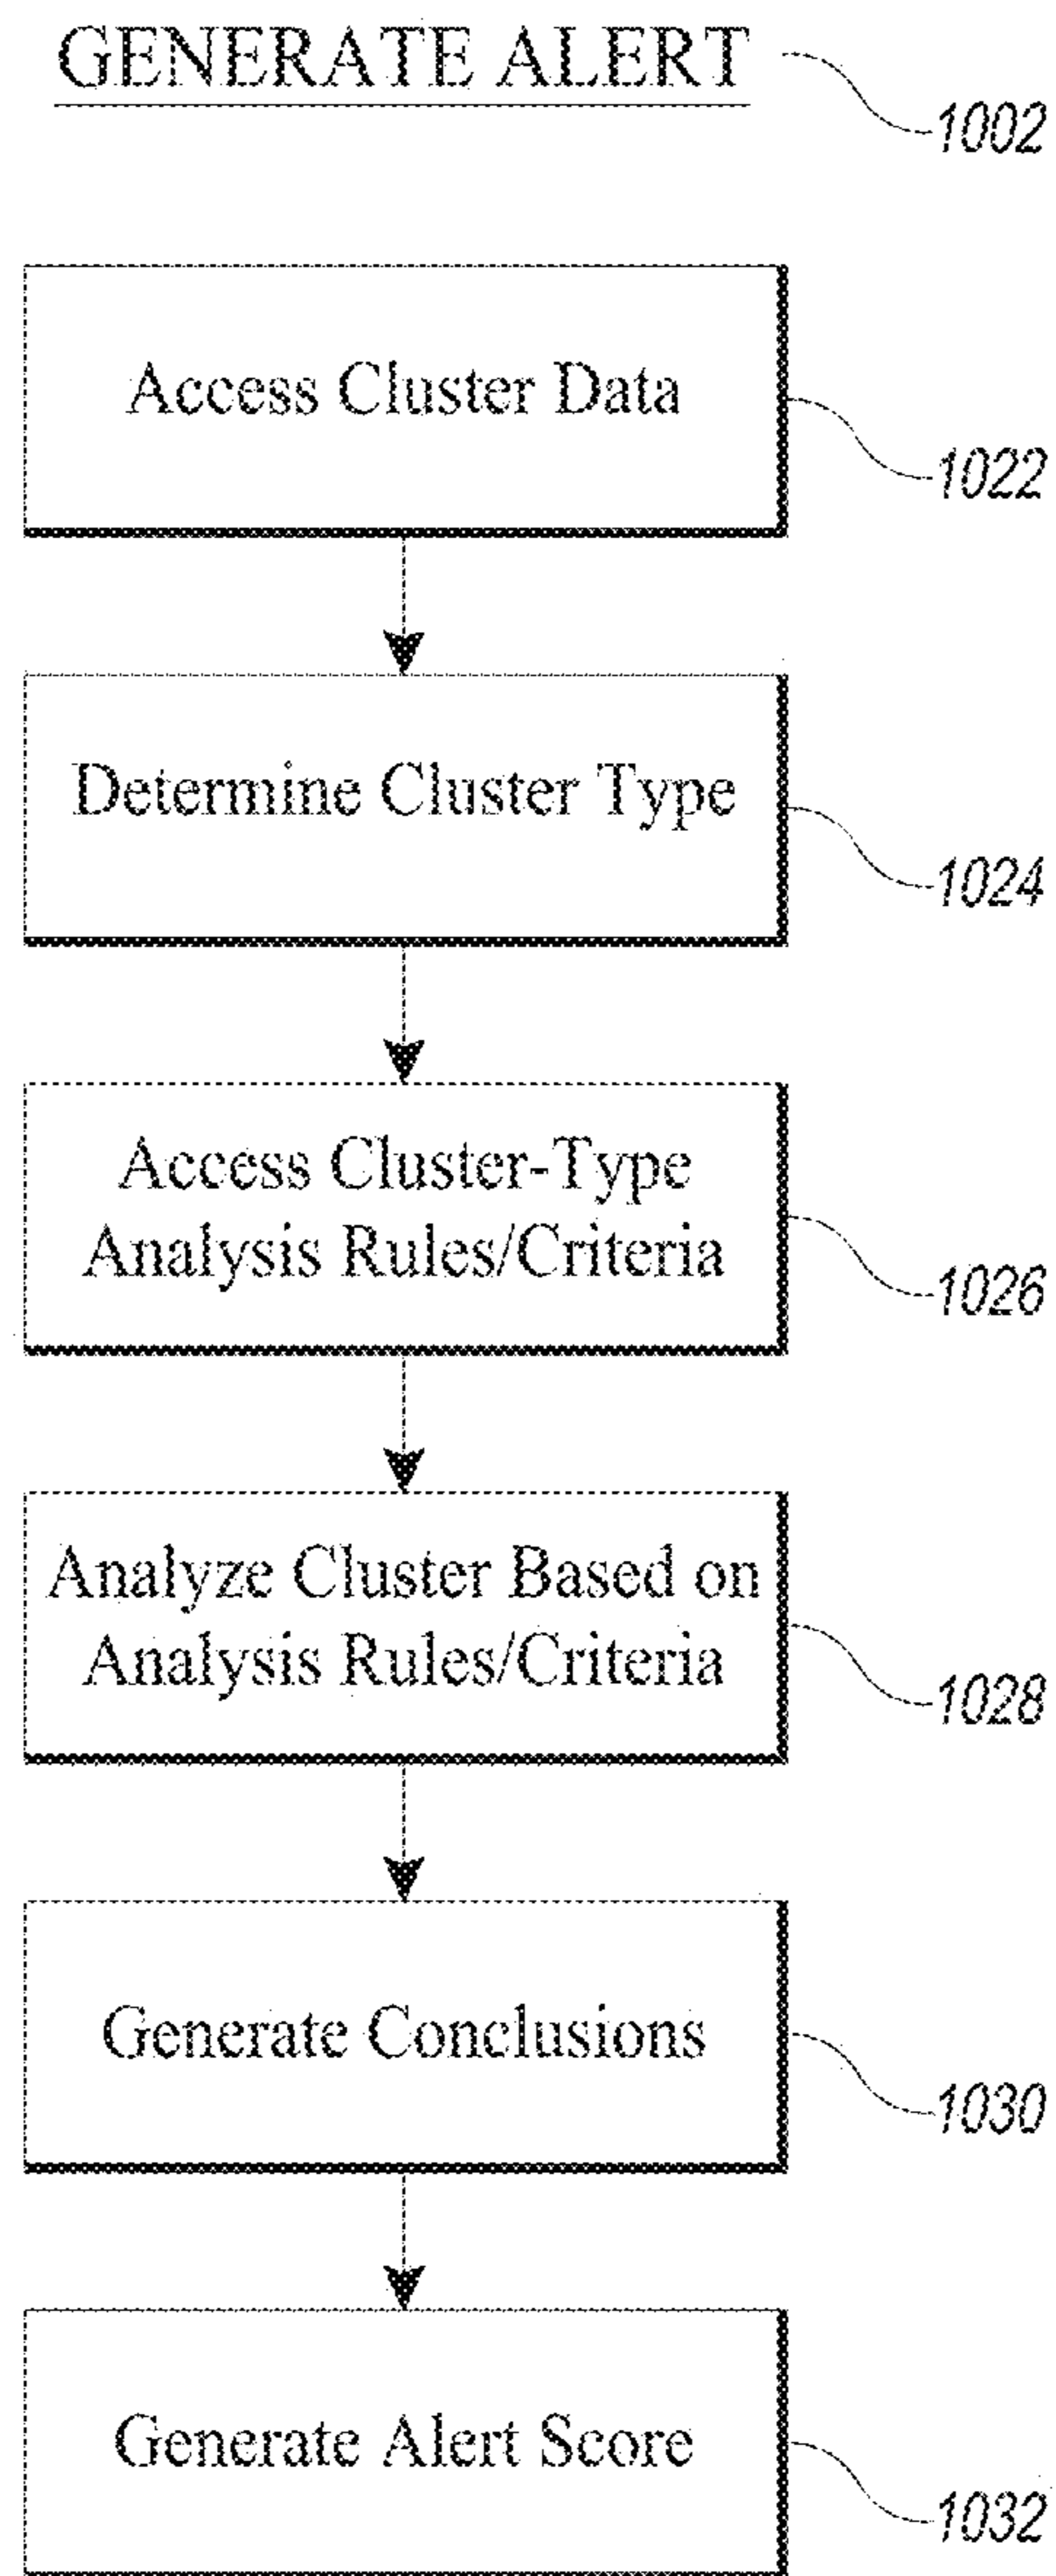 GENERATE ALERT
1002
Access Cluster Data
1022
Determine Cluster Type
1024
Access Cluster-Type
Analysis Rules/Criteria
1026
Analyze Cluster Based on
Analysis Rules/Criteria
1028
Generate Conclusions
1030
Generate Alert Score
1032